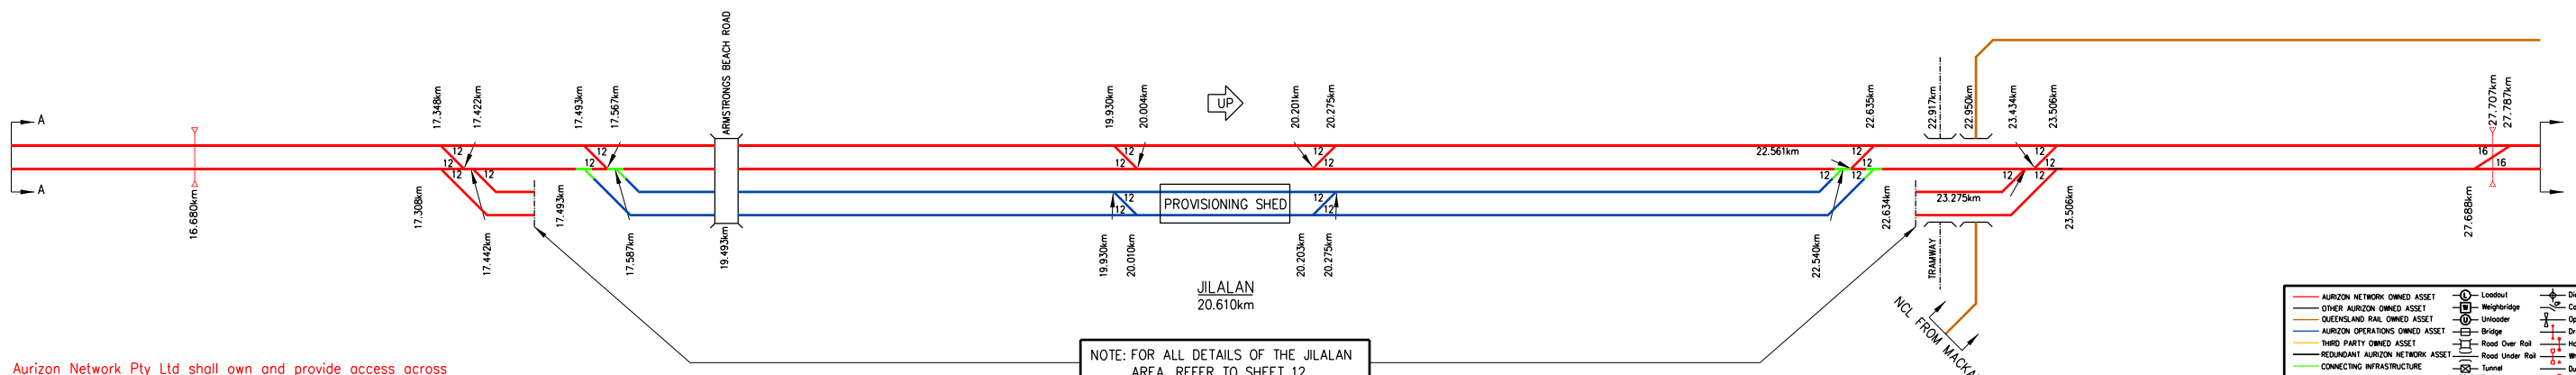 ARMSTRONGS BEACH ROAD
17.348km
17.422km
17.493km
17.567km
19.930km
20.004km
UP
20.201km
20.275km
22.635km
22.917km
22.950km
23.434km
23.506km
27.707km
27.787km
A
A
12
12
12
12
12
12
12
12
12
12
22.561km
12
12
12
12
12
12
12
12
16
16
12
12
12
12
12
12
PROVISIONING SHED
23.275km
16.680km
17.308km
17.442km
17.493km
17.587km
19.493km
19.930km
20.010km
20.203km
20.275km
22.540km
22.634km
TRAMWAY
23.506km
27.688km
JILALAN
20.610km
NCL FROM
NOTE: FOR ALL DETAILS OF THE JILALAN
AREA, REFER TO SHEET 12
Aurizon Network Pty Ltd shall own and provide access across
AURIZON NETWORK OWNED ASSET
OTHER AURIZON OWNED ASSET
QUEENSLAND RAIL OWNED ASSET
AURIZON OPERATIONS OWNED ASSET
THIRD PARTY OWNED ASSET
REDUNDANT AURIZON NETWORK ASSET
CONNECTING INFRASTRUCTURE
L Loadout
Weighbridge
U Unloader
Bridge
Road Over Rail
Road Under Rail
Tunnel